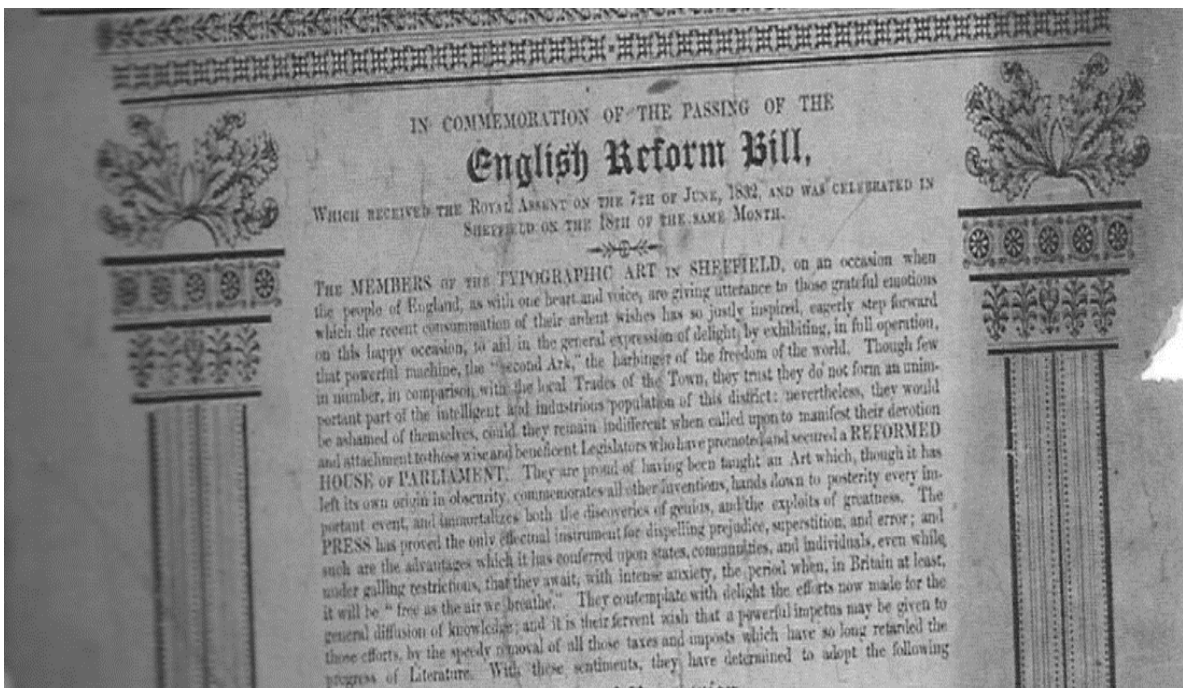 IN COMMEMORATION OF THE PASSING OF THE
English Reform Bill,
WHICH RECEIVED THE ROYAL ASSENT ON THE 7TH OF JUNE, 1832, AND WAS CELEBRATED IN
SHEFFIELD ON THE 18TH OF THE SAME MONTH.
THE MEMBERS OF THE TYPOGRAPHIC ART IN SHEFFIELD, on an occasion when
the people of England, as with one heart and voice, are giving utterance to those grateful emotions
which the recent consummation of their ardent wishes has so justly inspired, eagerly step forward
on this happy occasion, to aid in the general expression of delight, by exhibiting, in full operation,
that powerful machine, the "second Ark," the harbinger of the freedom of the world. Though few
in number, in comparison with the local Trades of the Town, they trust they do not form an unim-
portant part of the intelligent and industrious population of this district: nevertheless, they would
be ashamed of themselves, could they remain indifferent when called upon to manifest their devotion
and attachment to those wise and beneficent Legislators who have promoted and secured a REFORMED
HOUSE OF PARLIAMENT. They are proud of having been taught an Art which, though it has
left its own origin in obscurity, commemorates all other inventions, hands down to posterity every im-
portant event, and immortalizes both the discoveries of genius, and the exploits of greatness. The
PRESS has proved the only effectual instrument for dispelling prejudice, superstition, and error; and
such are the advantages which it has conferred upon states, communities, and individuals, even while
under galling restrictions, that they await, with intense anxiety, the period when, in Britain at least,
it will be "free as the air we breathe." They contemplate with delight the efforts now made for the
general diffusion of knowledge; and it is their fervent wish that a powerful impetus may be given to
those efforts, by the speedy removal of all those taxes and imposts which have so long retarded the
progress of Literature. With these sentiments, they have determined to adopt the following